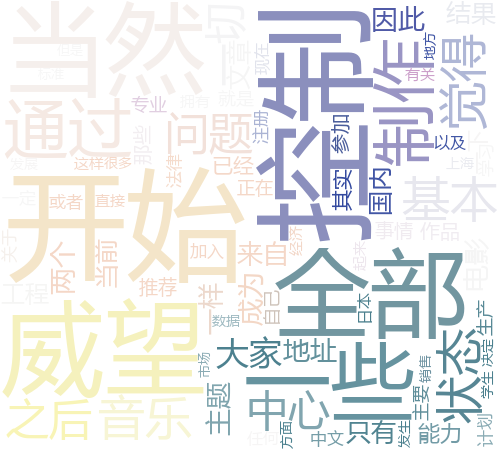 当然
切
文章
结果
因此
地方
现在
控制
制作
觉得
有关
通过
专业
那些
问题
注册
参加
以及
这样很多
法律
已经
正在
其实
国内
基本
上海
开始
或者
直接
加入
经济
事情
作品
关于
两个
当前
来自
全部
电影
工程
推荐
一样
成为
自己
数据
日本
一些
状态
生产
威望
市场
大家
地址
决定
学生
销售
之后
音乐
主题
中心
主要
只有
任何
方面
中文
发生
能力
计划